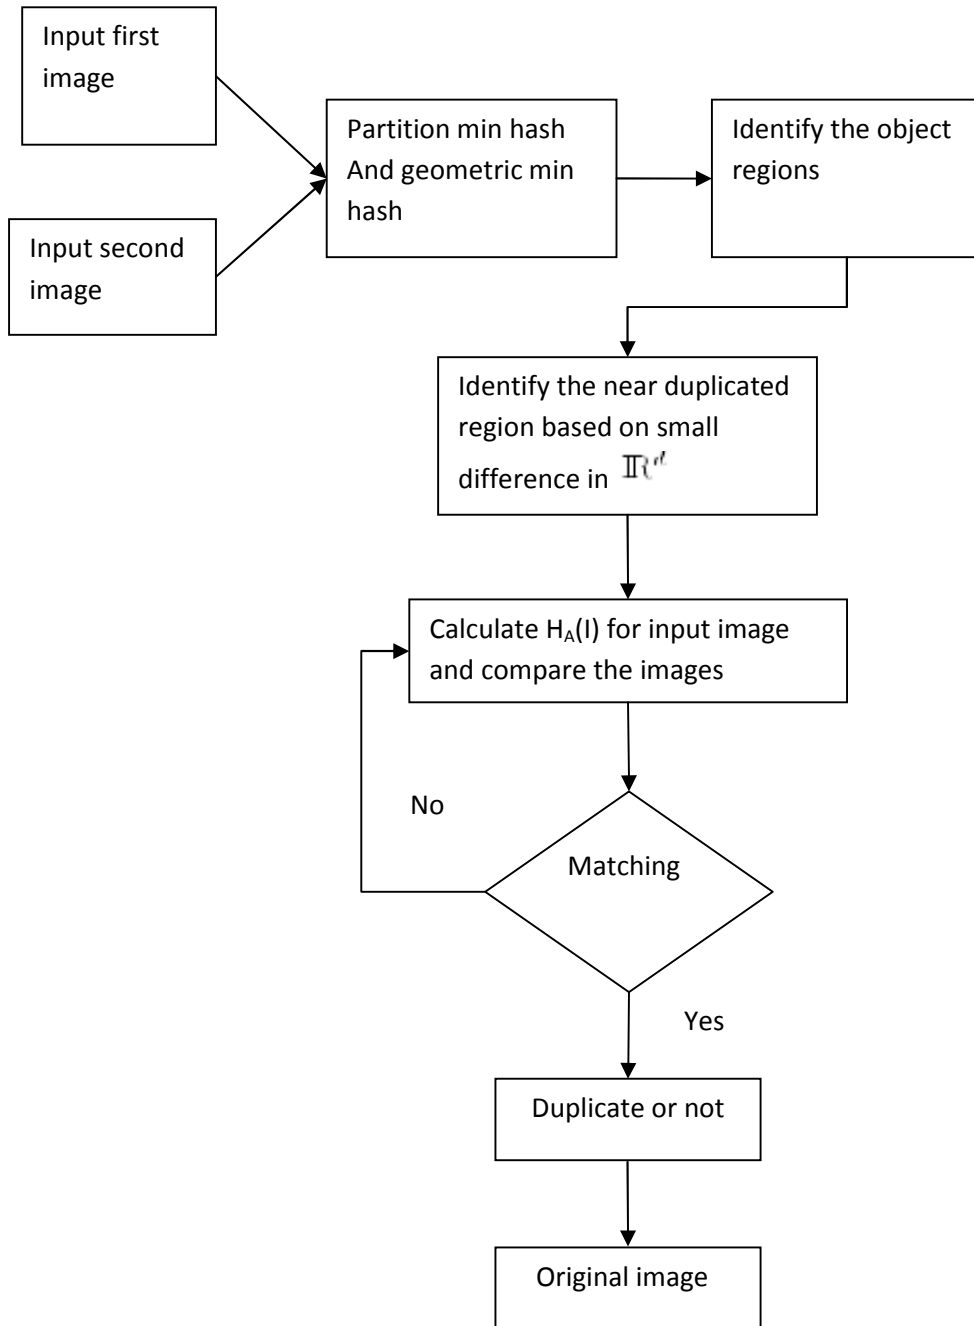 Input first
image
Input second
image
Partition min hash
And geometric min
hash
Identify the object
regions
Identify the near duplicated
region based on small
difference in ℝᵈ
Calculate H_A(I) for input image
and compare the images
No
Matching
Yes
Duplicate or not
Original image